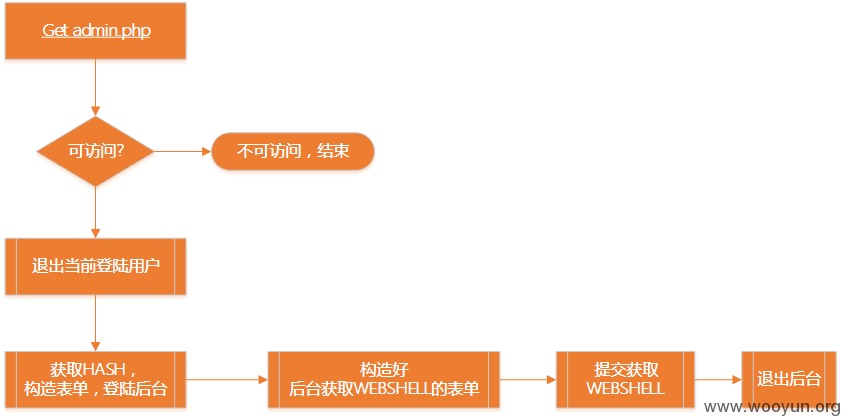 Get admin.php
可访问?
不可访问，结束
退出当前登陆用户
获取HASH，
构造表单，登陆后台
构造好
后台获取WEBSHELL的表单
提交获取
WEBSHELL
退出后台
www.wooyun.org